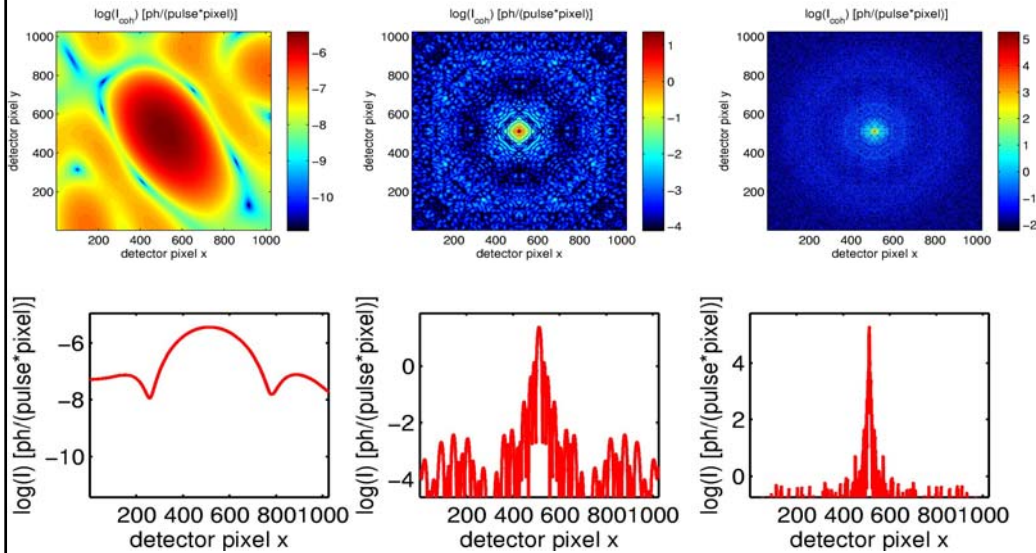 log(I_coh) [ph/(pulse*pixel)]
detector pixel y
1000
800
600
400
200
200 400 600 800 1000
detector pixel x
−6
−7
−8
−9
−10
log(I_coh) [ph/(pulse*pixel)]
detector pixel y
1000
800
600
400
200
200 400 600 800 1000
detector pixel x
1
0
−1
−2
−3
−4
log(I_coh) [ph/(pulse*pixel)]
detector pixel y
1000
800
600
400
200
200 400 600 800 1000
detector pixel x
5
4
3
2
1
0
−1
−2
log(I) [ph/(pulse*pixel)]
−6
−8
−10
200 400 600 8001000
detector pixel x
log(I) [ph/(pulse*pixel)]
0
−2
−4
200 400 600 8001000
detector pixel x
log(I) [ph/(pulse*pixel)]
4
2
0
200 400 600 8001000
detector pixel x